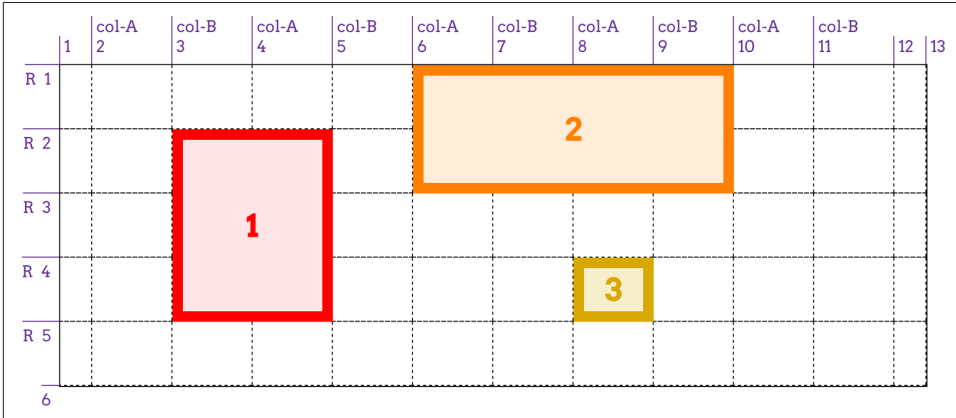 col-A col-B col-A col-B col-A col-B col-A col-B col-A col-B
1 2 3 4 5 6 7 8 9 10 11 12 13
R 1
R 2
2
R 3
1
R 4
3
R 5
6